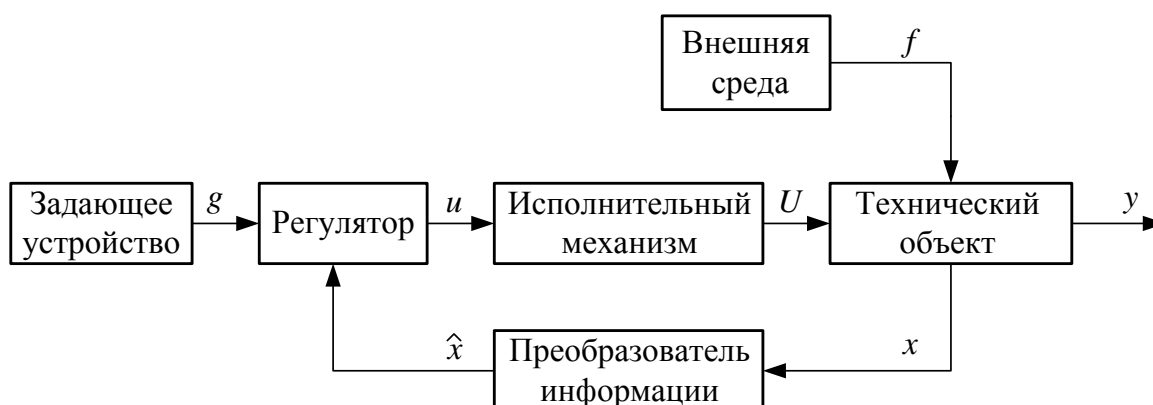 Внешняя
среда
f
Задающее
устройство
g
Регулятор
u
Исполнительный
механизм
U
Технический
объект
y
x̂
Преобразователь
информации
x